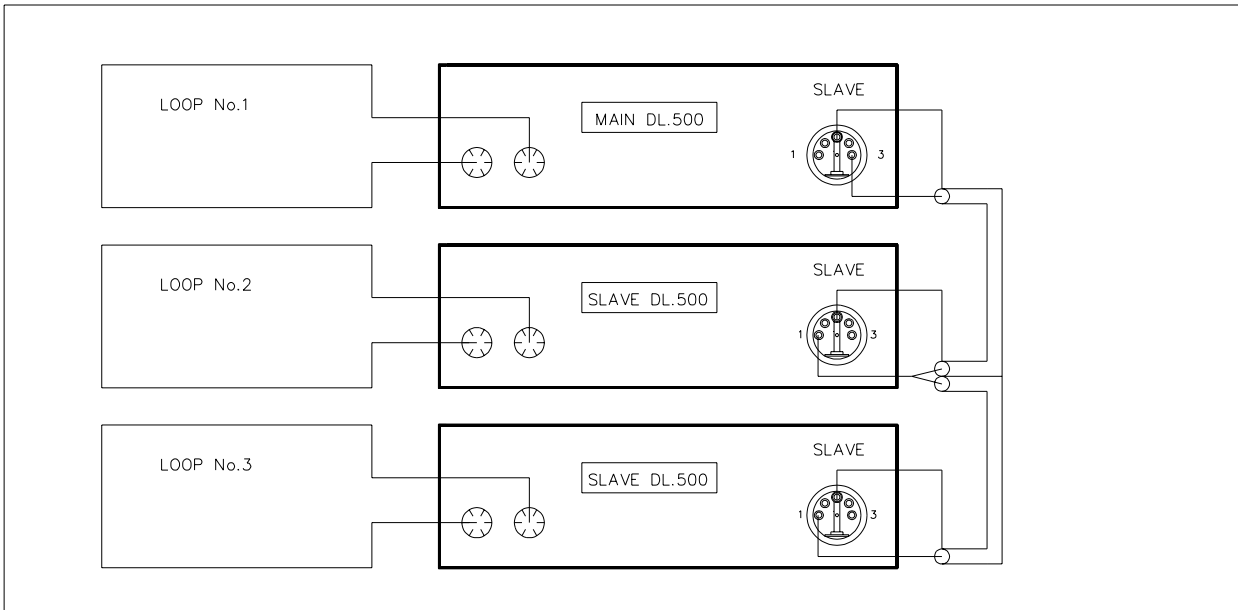 LOOP No.1
MAIN DL.500
SLAVE
1
3
LOOP No.2
SLAVE DL.500
SLAVE
1
3
LOOP No.3
SLAVE DL.500
SLAVE
1
3